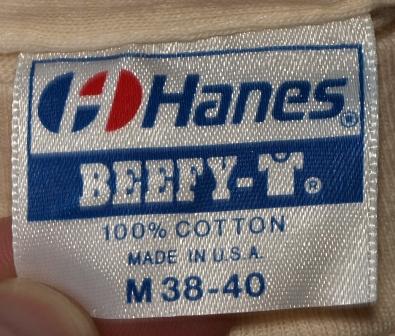 Hanes®
BEEFY-T®
100% COTTON
MADE IN U.S.A.
M 38-40